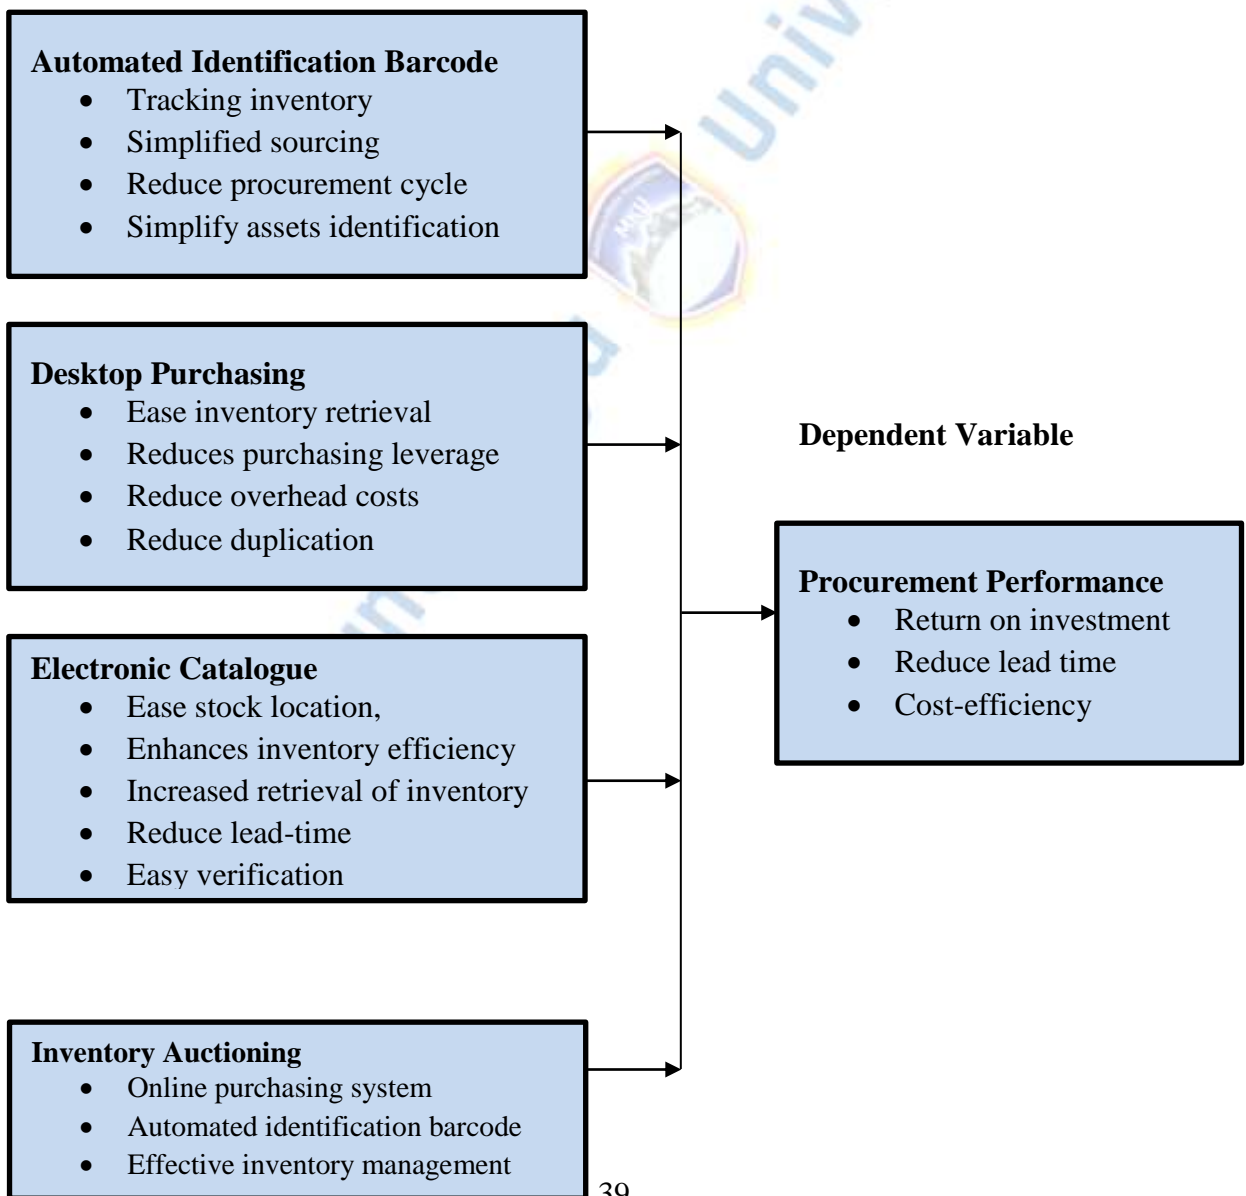 Automated Identification Barcode
• Tracking inventory
• Simplified sourcing
• Reduce procurement cycle
• Simplify assets identification
Desktop Purchasing
• Ease inventory retrieval
• Reduces purchasing leverage
• Reduce overhead costs
• Reduce duplication
Electronic Catalogue
• Ease stock location,
• Enhances inventory efficiency
• Increased retrieval of inventory
• Reduce lead-time
• Easy verification
Inventory Auctioning
• Online purchasing system
• Automated identification barcode
• Effective inventory management
Dependent Variable
Procurement Performance
• Return on investment
• Reduce lead time
• Cost-efficiency
MKU
39